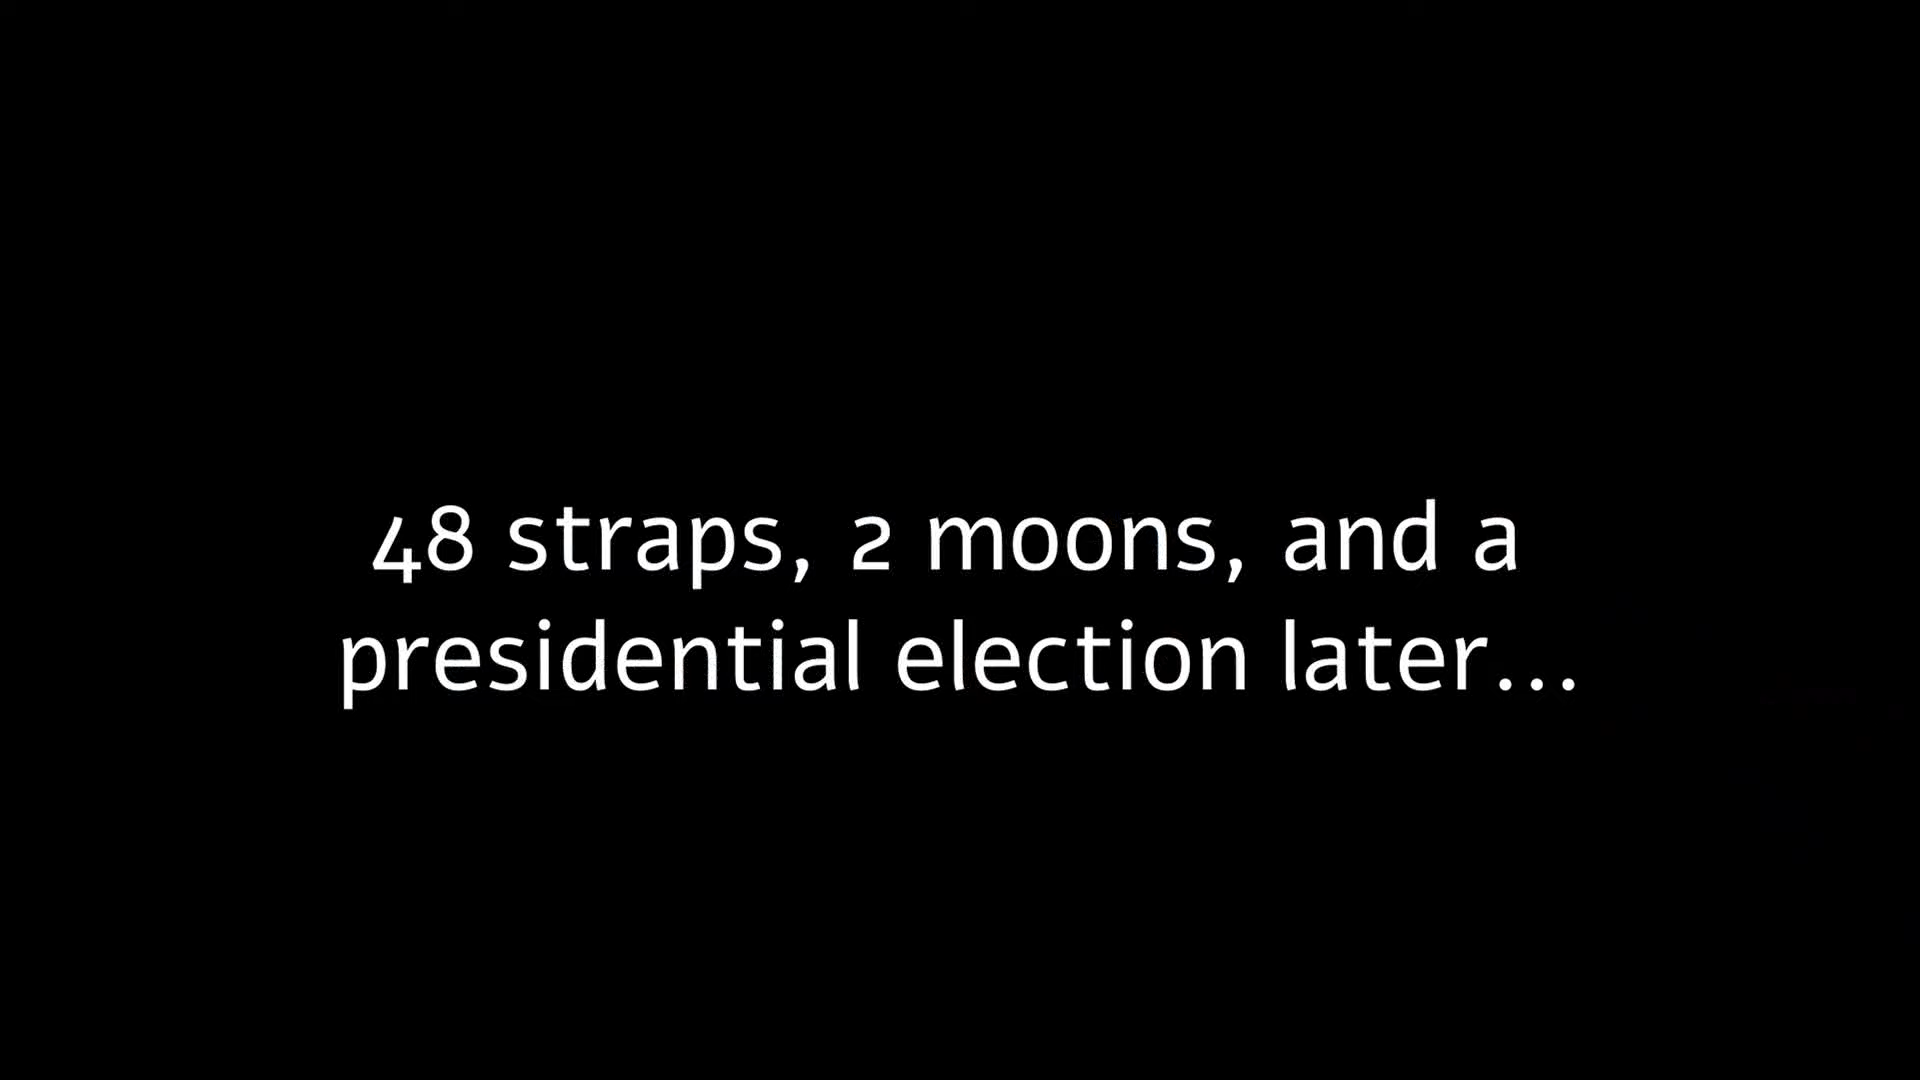 48 straps, 2 moons, and a
presidential election later...